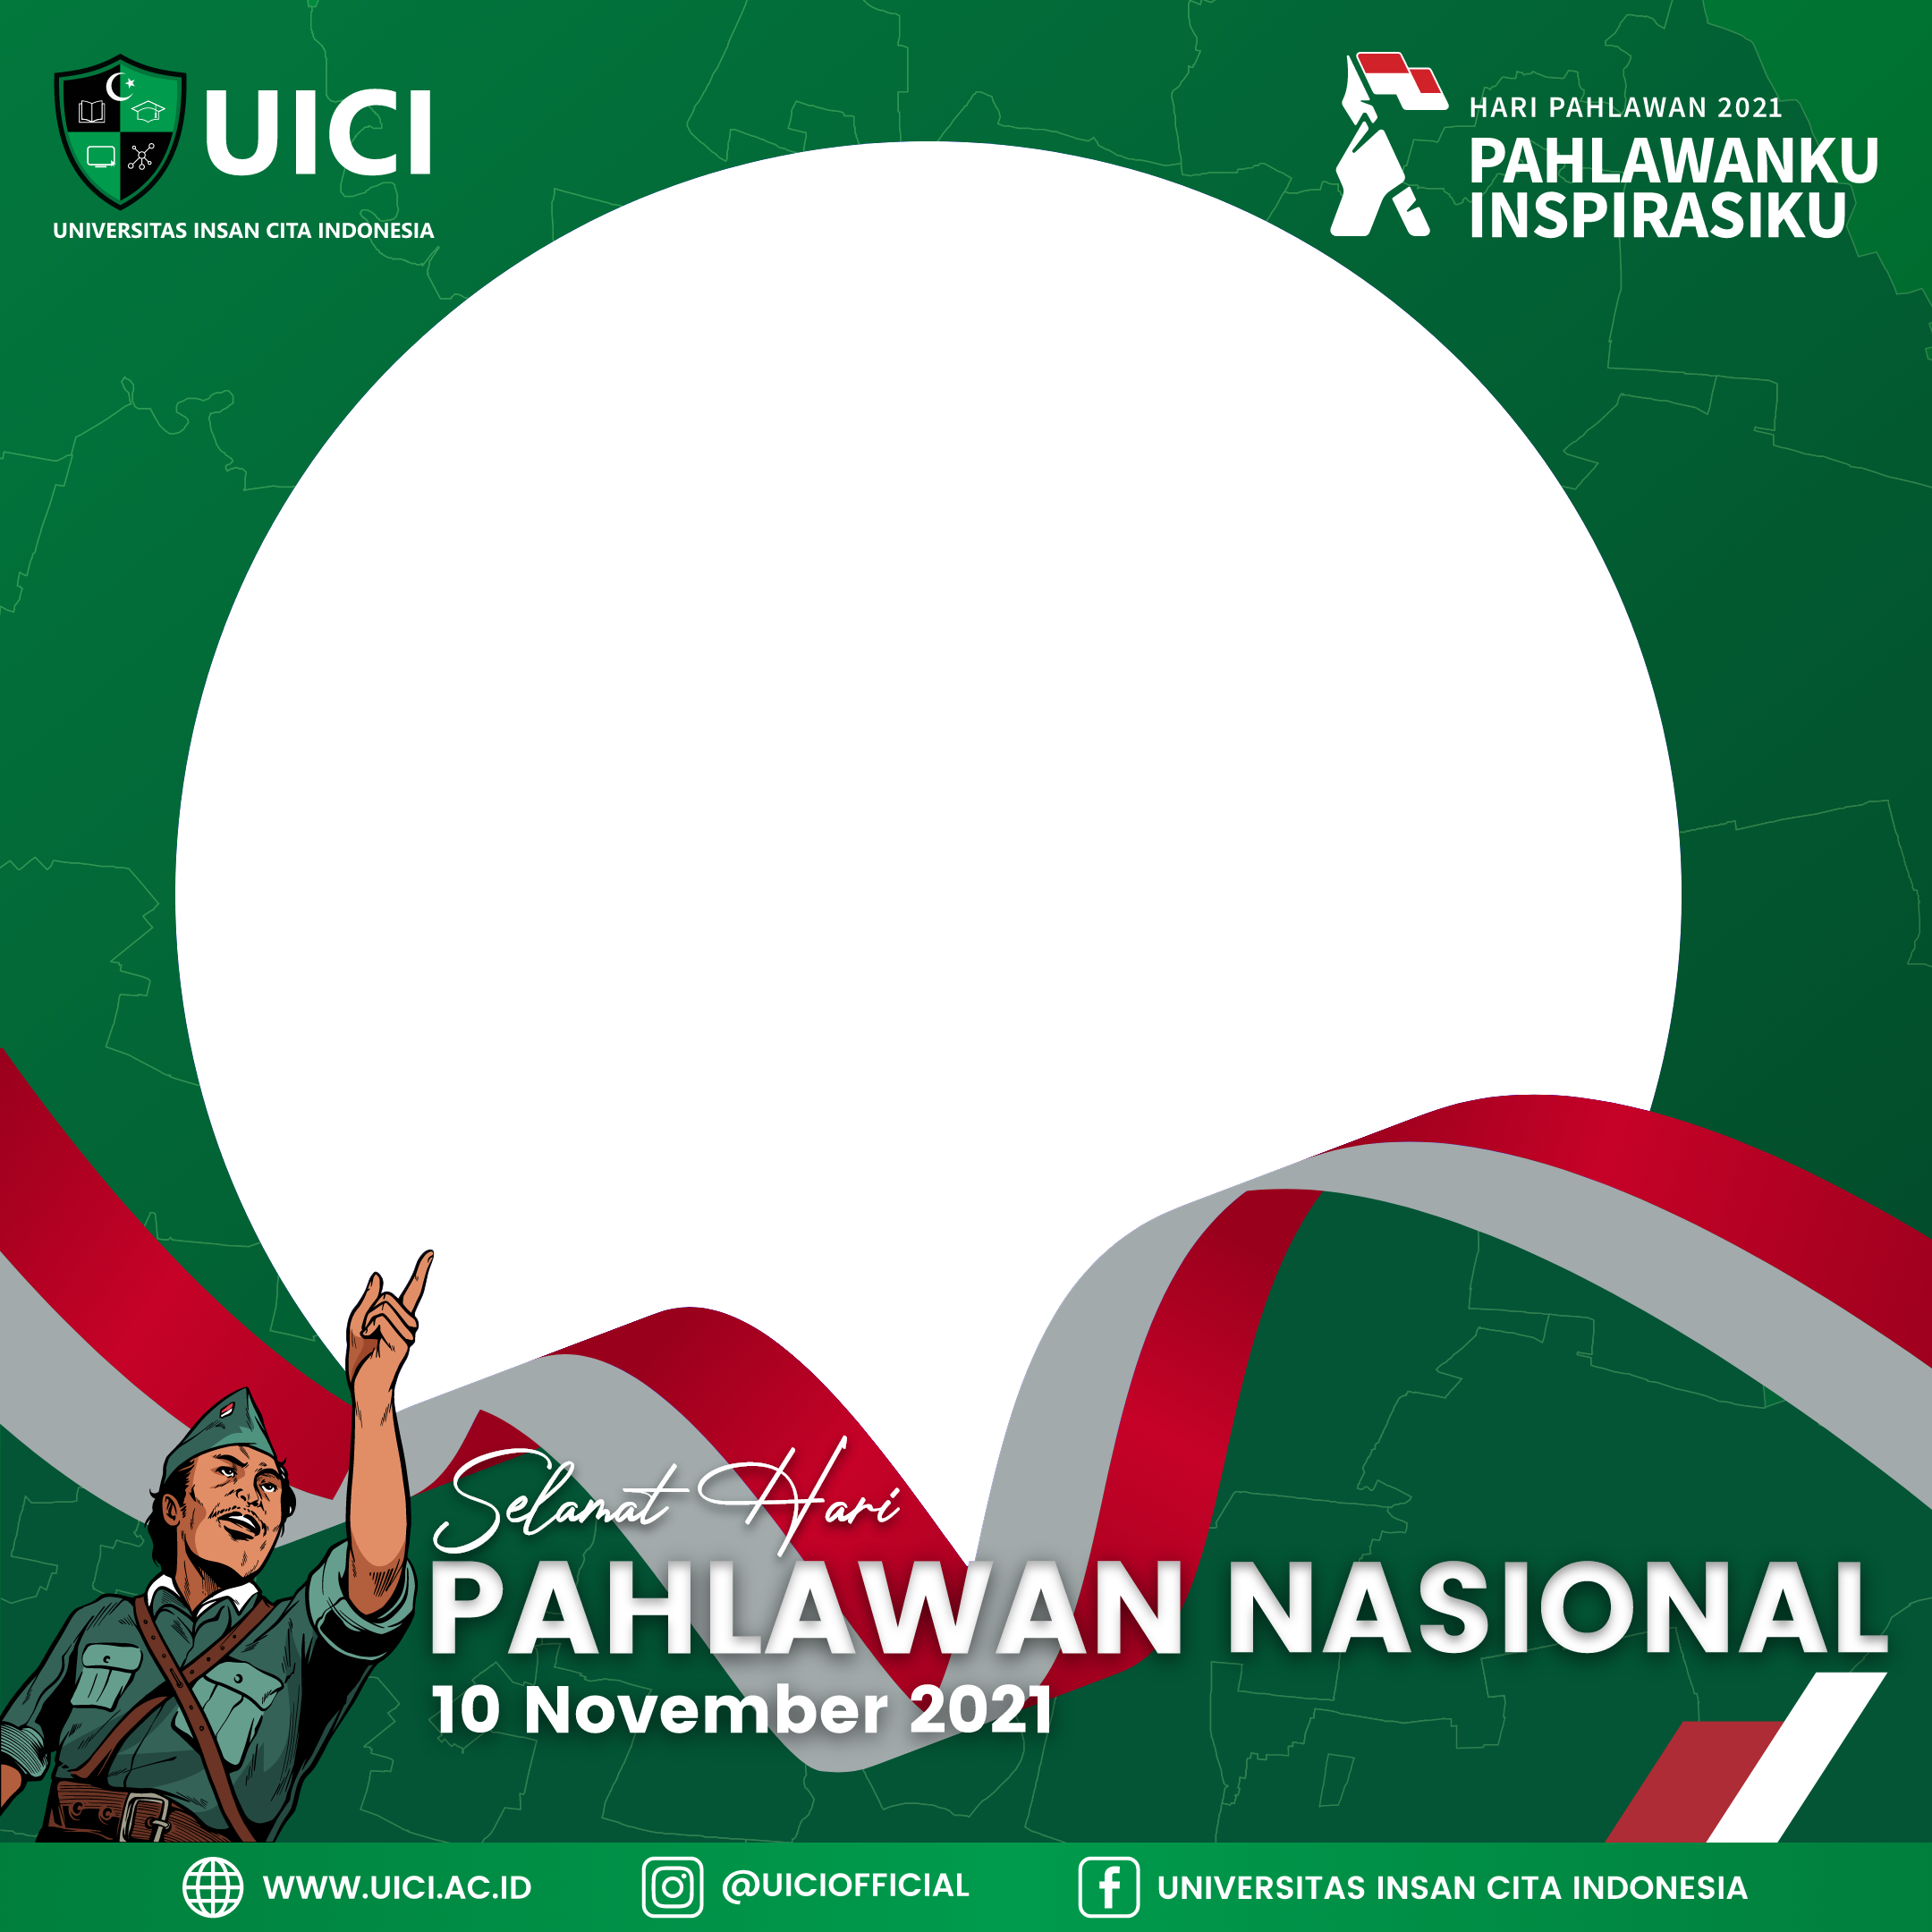 UICI
UNIVERSITAS INSAN CITA INDONESIA
HARI PAHLAWAN 2021
PAHLAWANKU
INSPIRASIKU
Selamat Hari
PAHLAWAN NASIONAL
10 November 2021
WWW.UICI.AC.ID
@UICIOFFICIAL
UNIVERSITAS INSAN CITA INDONESIA